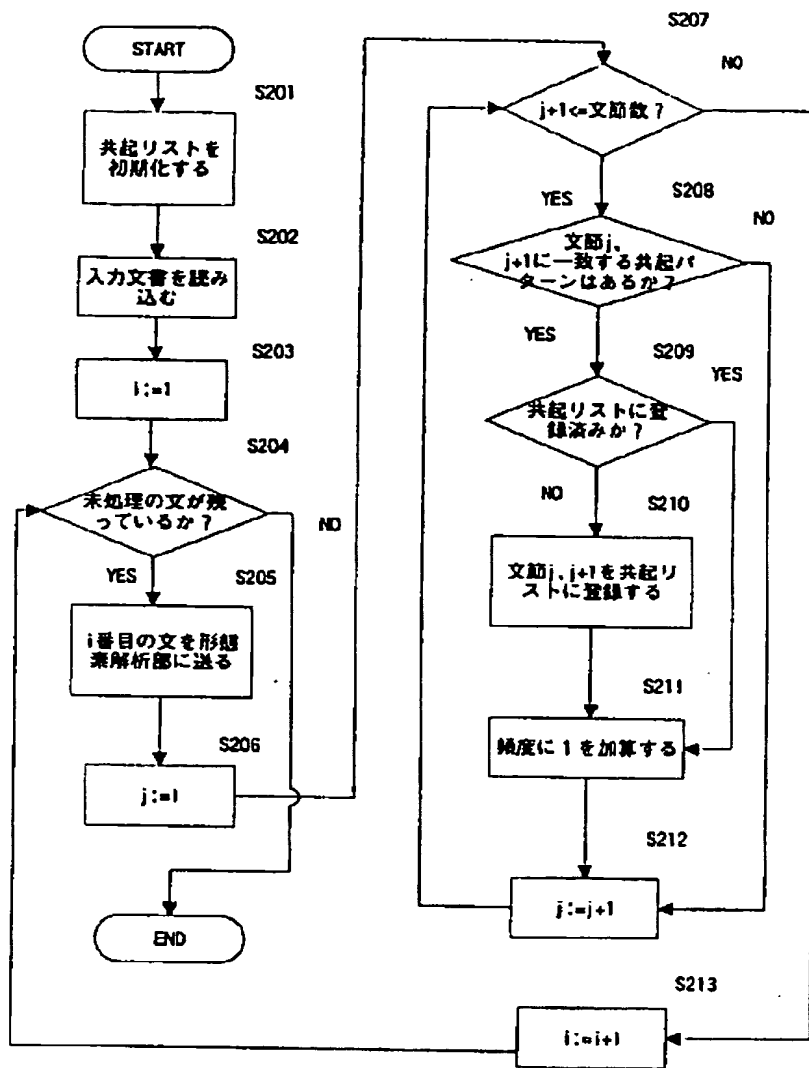 START
S201
共起リストを
初期化する
S202
入力文書を読み
込む
S203
i:=1
S204
未処理の文が残
っているか？
NO
YES
S205
i番目の文を形態
素解析部に送る
S206
j:=1
END
S207
NO
j+1<=文節数？
YES
S208
NO
文節j、
j+1に一致する共起パ
ターンはあるか？
YES
S209
YES
共起リストに登
録済みか？
NO
S210
文節j、j+1を共起リ
ストに登録する
S211
頻度に1を加算する
S212
j:=j+1
S213
i:=i+1